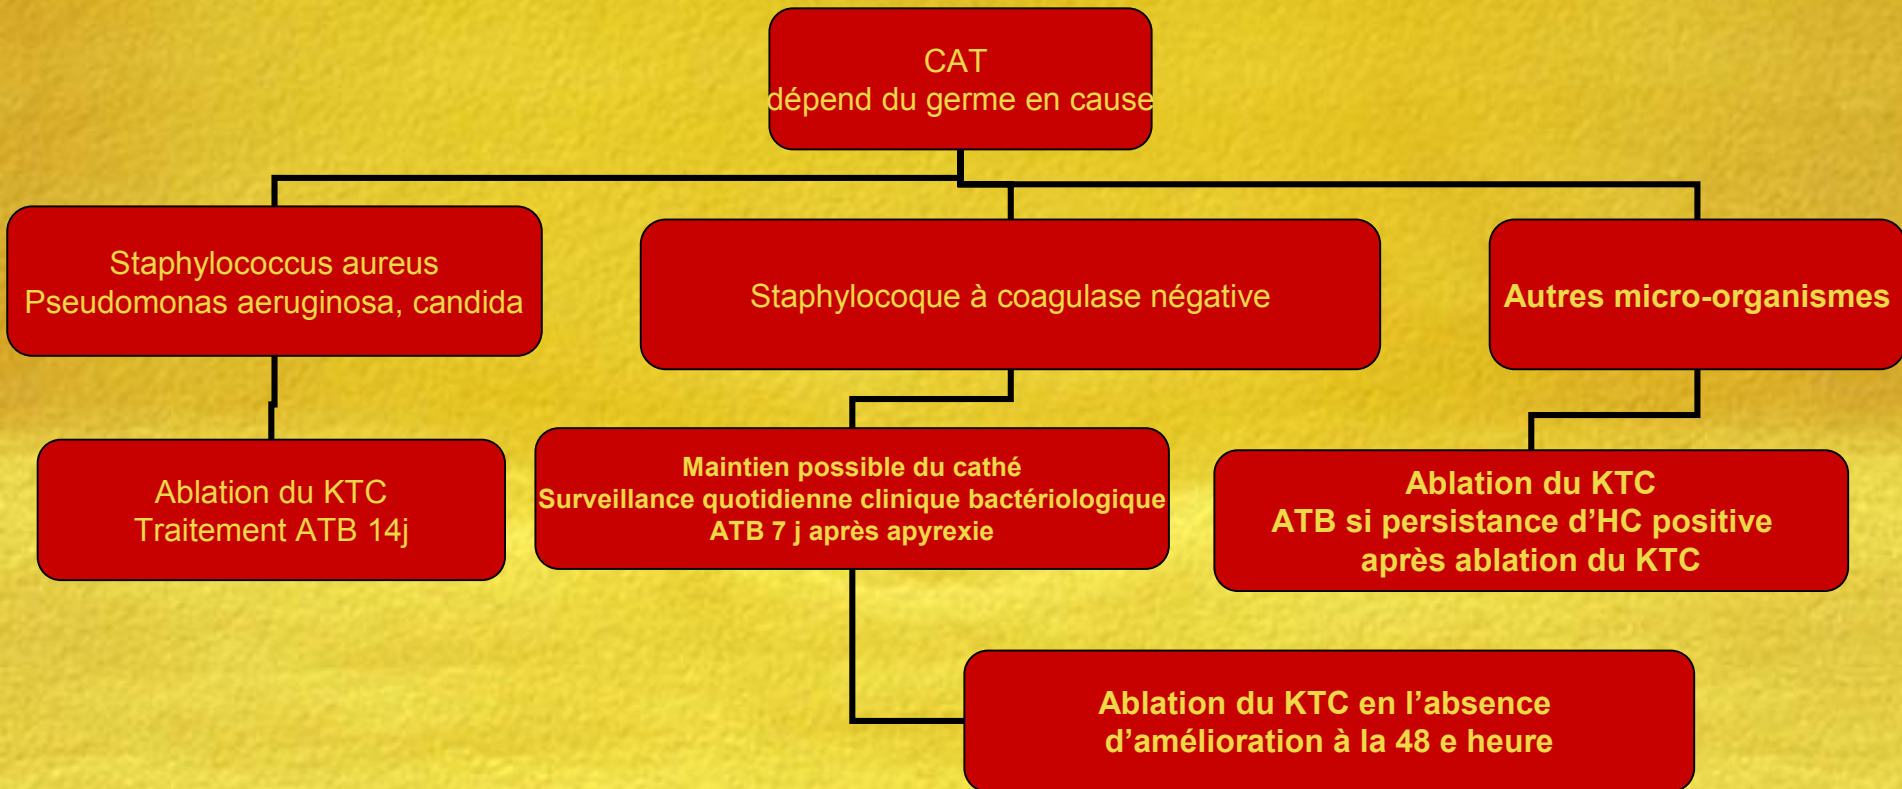 CAT
dépend du germe en cause
Staphylococcus aureus
Pseudomonas aeruginosa, candida
Staphylocoque à coagulase négative
Autres micro-organismes
Ablation du KTC
Traitement ATB 14j
Maintien possible du cathé
Surveillance quotidienne clinique bactériologique
ATB 7 j après apyrexie
Ablation du KTC
ATB si persistance d’HC positive
après ablation du KTC
Ablation du KTC en l’absence
d’amélioration à la 48 e heure